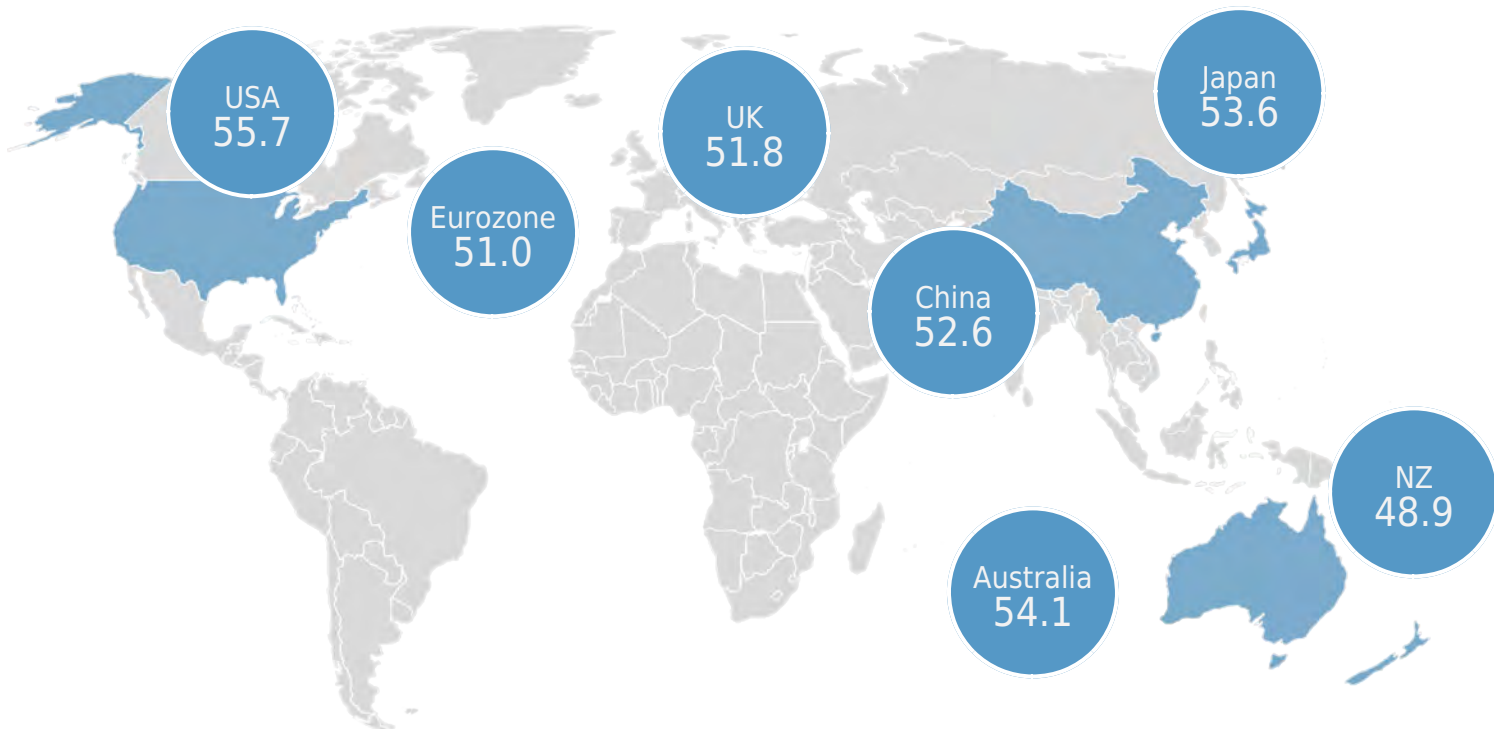 USA
55.7
Eurozone
51.0
UK
51.8
Japan
53.6
China
52.6
NZ
48.9
Australia
54.1